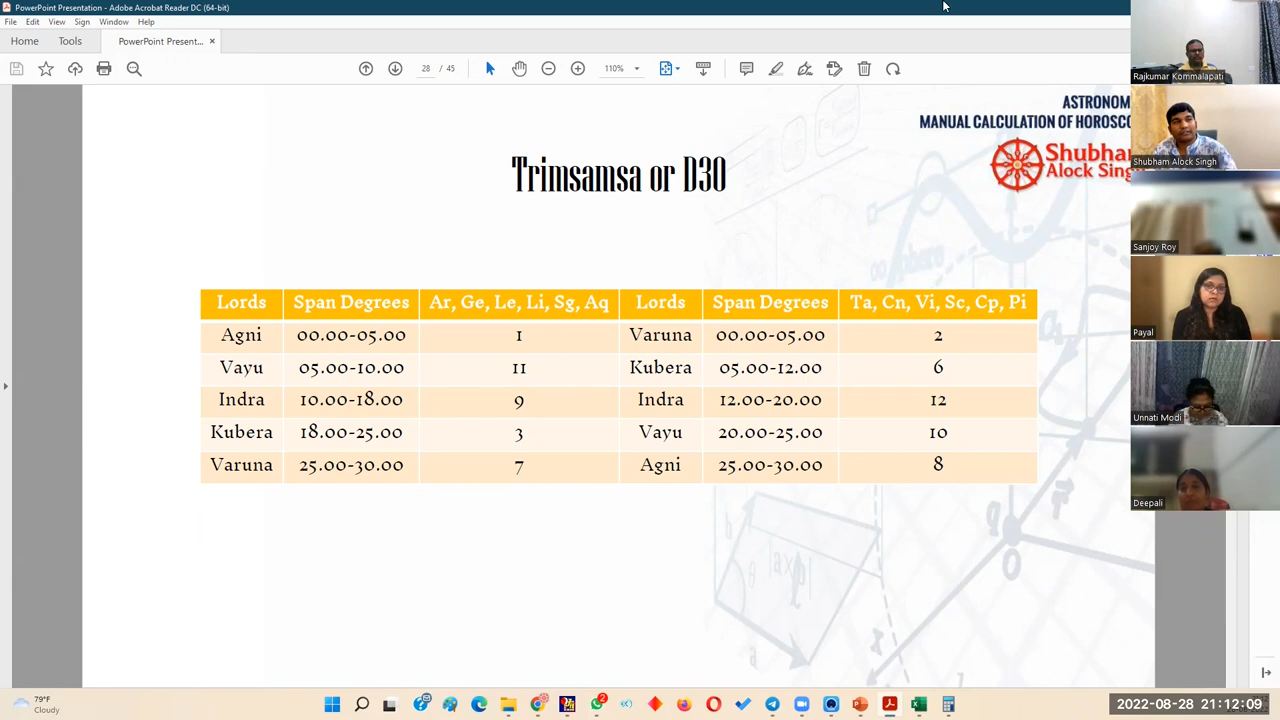 PowerPoint Presentation - Adobe Acrobat Reader DC (64-bit)
File Edit View Sign Window Help
Home Tools PowerPoint Present... ×
28 / 45 110%
ASTRONOM
MANUAL CALCULATION OF HOROSC
Shubham
Alock Sing
Trimsamsa or D30
Lords Span Degrees Ar, Ge, Le, Li, Sg, Aq Lords Span Degrees Ta, Cn, Vi, Sc, Cp, Pi
Agni 00.00-05.00 1 Varuna 00.00-05.00 2
Vayu 05.00-10.00 11 Kubera 05.00-12.00 6
Indra 10.00-18.00 9 Indra 12.00-20.00 12
Kubera 18.00-25.00 3 Vayu 20.00-25.00 10
Varuna 25.00-30.00 7 Agni 25.00-30.00 8
Rajkumar Kommalapati
Shubham Alock Singh
Sanjoy Roy
Payal
Unnati Modi
Deepali
79°F
Cloudy
2
2022-08-28 21:12:09